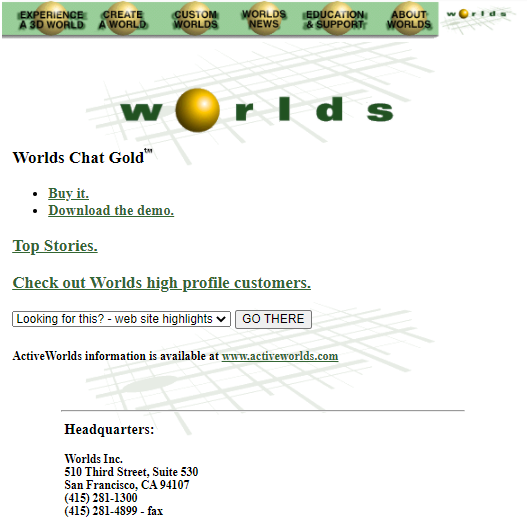 EXPERIENCE A 3D WORLD
CREATE A WORLD
CUSTOM WORLDS
WORLDS NEWS
EDUCATION & SUPPORT
ABOUT WORLDS
worlds
worlds
Worlds Chat Gold™
Buy it.
Download the demo.
Top Stories.
Check out Worlds high profile customers.
Looking for this? - web site highlights GO THERE
ActiveWorlds information is available at www.activeworlds.com
Headquarters:
Worlds Inc.
510 Third Street, Suite 530
San Francisco, CA 94107
(415) 281-1300
(415) 281-4899 - fax